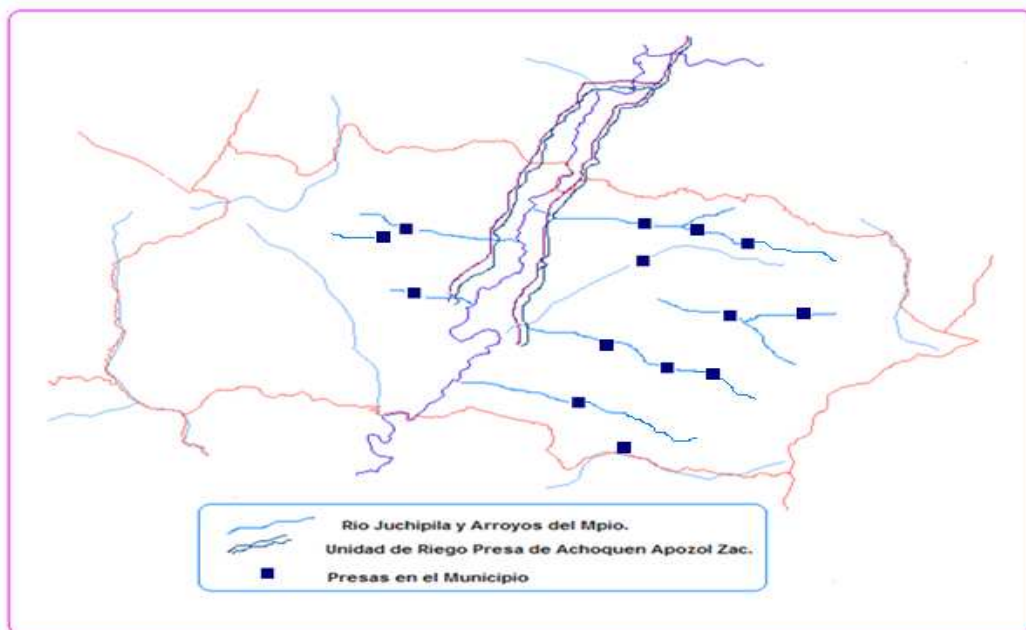 Rio Juchipila y Arroyos del Mpio.
Unidad de Riego Presa de Achoquen Apozol Zac.
Presas en el Municipio